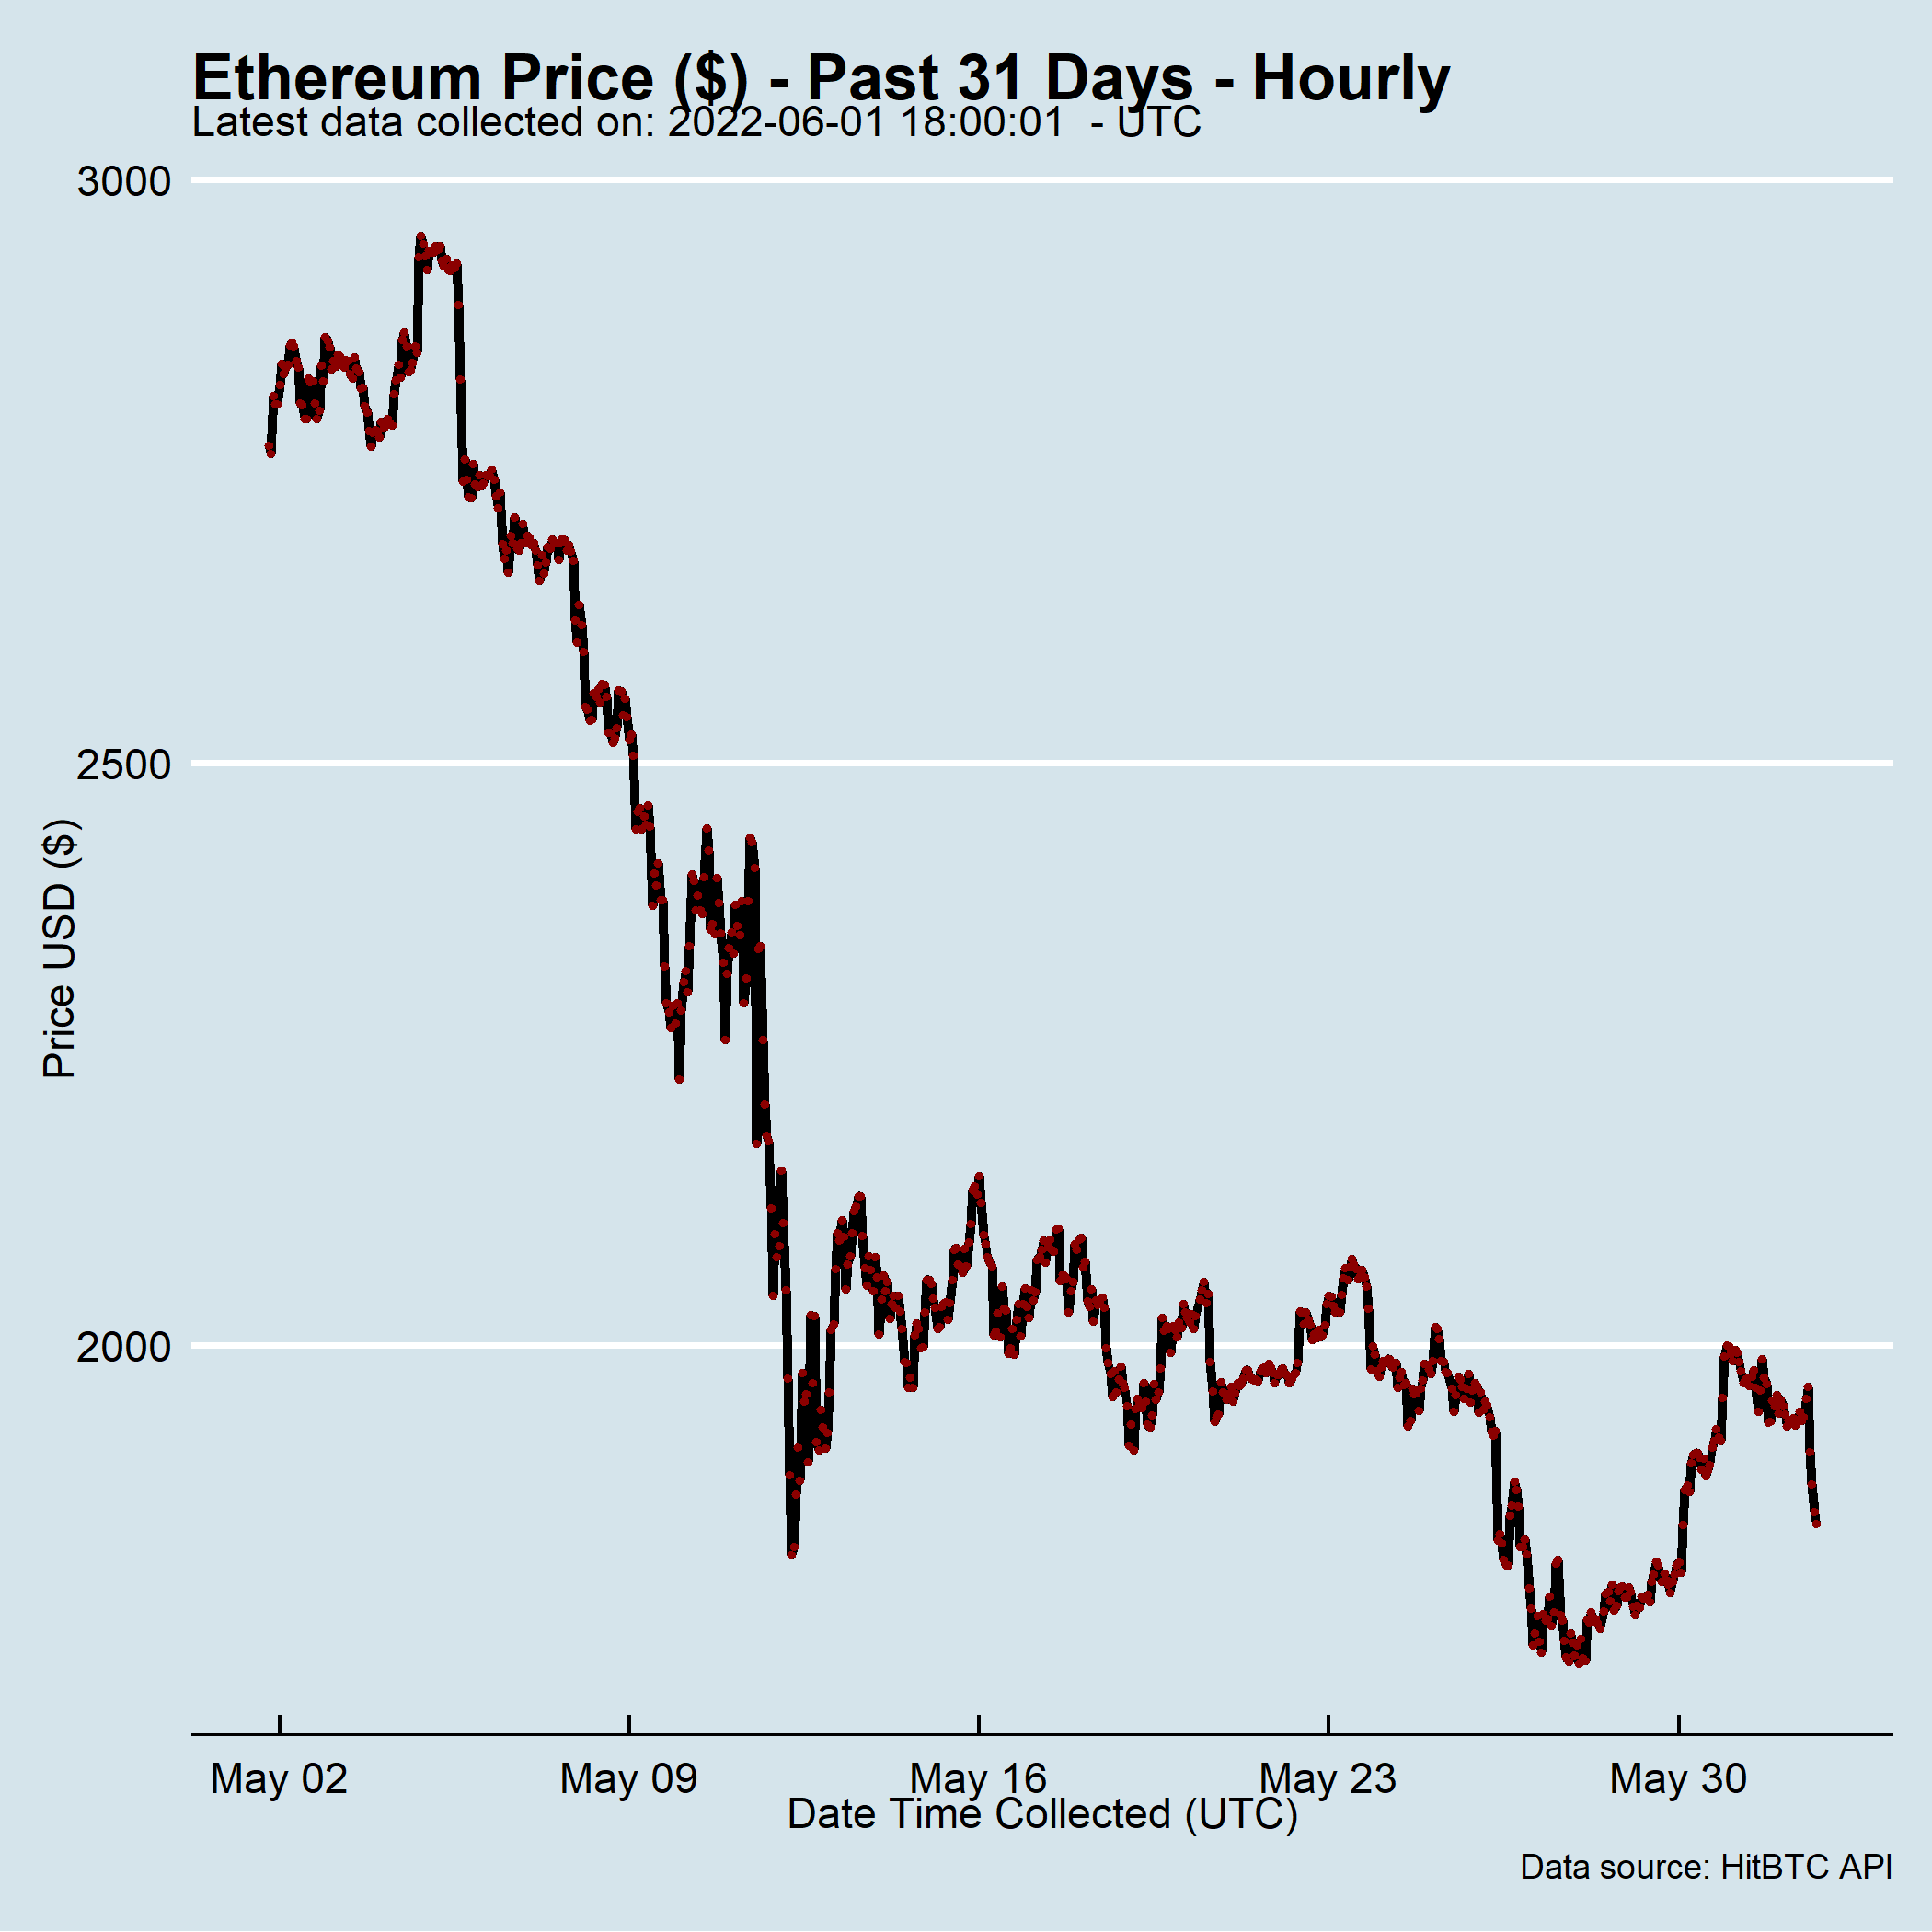 Ethereum Price ($) - Past 31 Days - Hourly
Latest data collected on: 2022-06-01 18:00:01  - UTC
3000
2500
2000
Price USD ($)
May 02
May 09
May 16
May 23
May 30
Date Time Collected (UTC)
Data source: HitBTC API